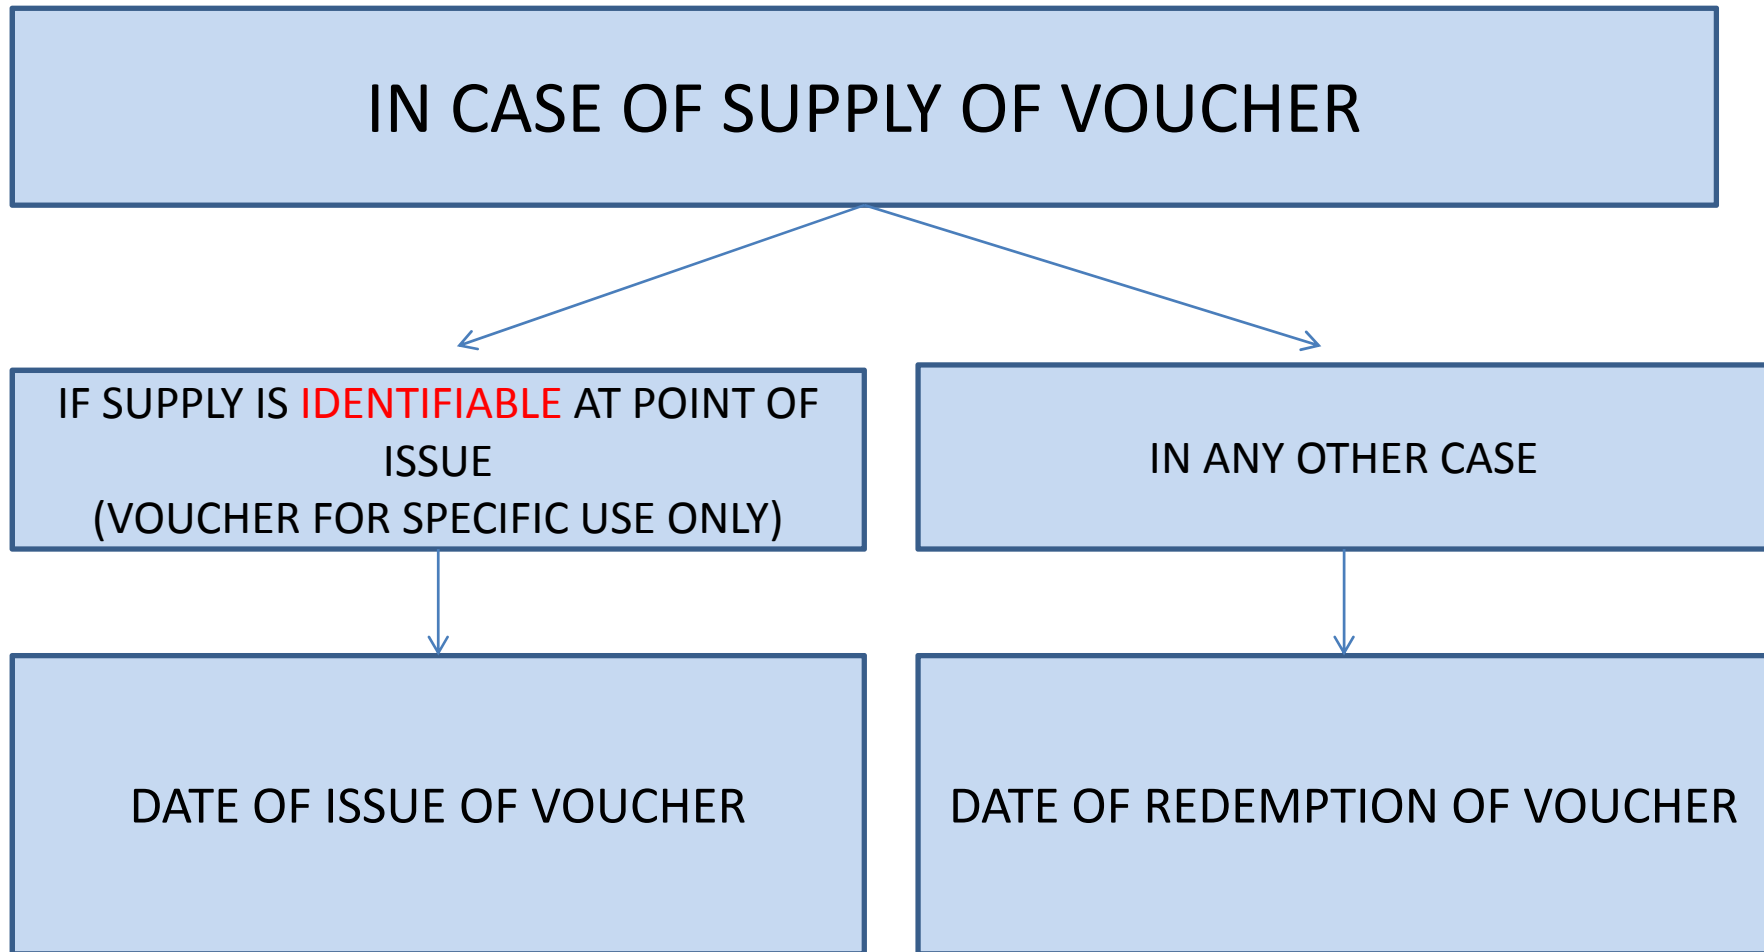 IN CASE OF SUPPLY OF VOUCHER
IF SUPPLY IS IDENTIFIABLE AT POINT OF
ISSUE
(VOUCHER FOR SPECIFIC USE ONLY)
IN ANY OTHER CASE
DATE OF ISSUE OF VOUCHER
DATE OF REDEMPTION OF VOUCHER